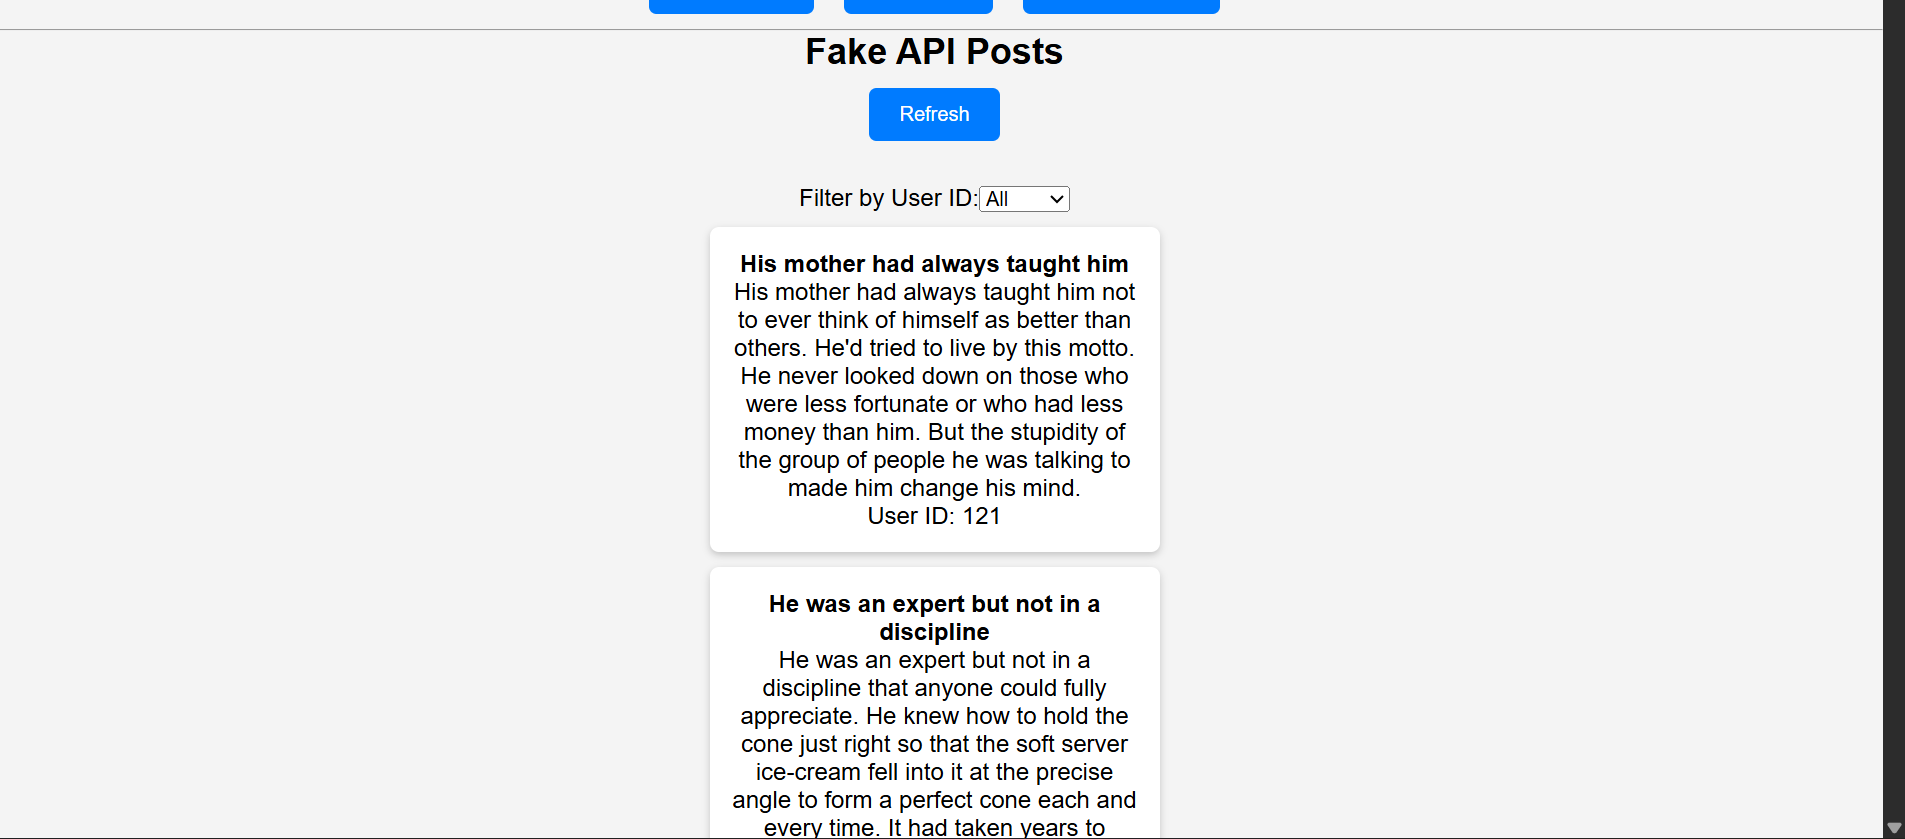 Fake API Posts
Refresh
Filter by User ID: All
His mother had always taught him
His mother had always taught him not
to ever think of himself as better than
others. He'd tried to live by this motto.
He never looked down on those who
were less fortunate or who had less
money than him. But the stupidity of
the group of people he was talking to
made him change his mind.
User ID: 121
He was an expert but not in a
discipline
He was an expert but not in a
discipline that anyone could fully
appreciate. He knew how to hold the
cone just right so that the soft server
ice-cream fell into it at the precise
angle to form a perfect cone each and
every time. It had taken years to